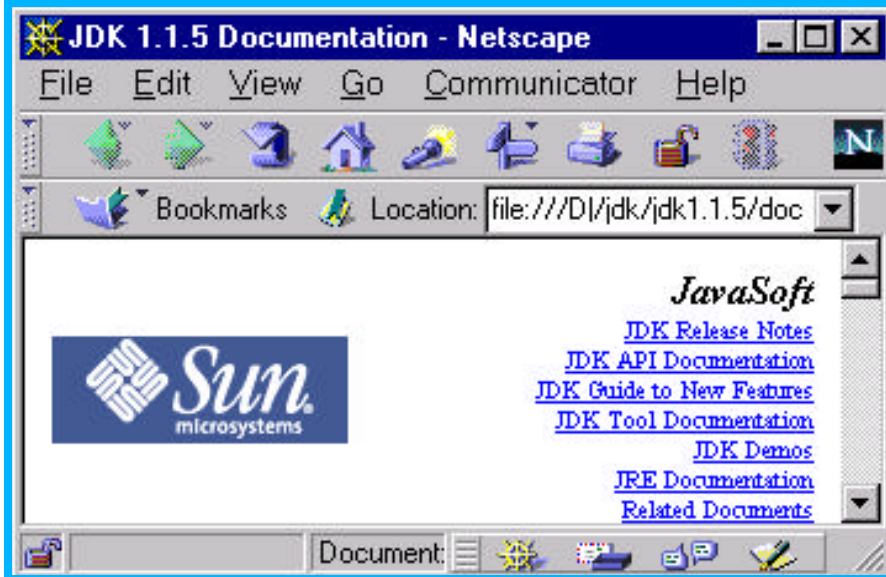 JDK 1.1.5 Documentation - Netscape
File Edit View Go Communicator Help
N
Bookmarks Location: file:///D|/jdk/jdk1.1.5/doc
JavaSoft
JDK Release Notes
JDK API Documentation
JDK Guide to New Features
JDK Tool Documentation
JDK Demos
JRE Documentation
Related Documents
Sun
microsystems
Document: